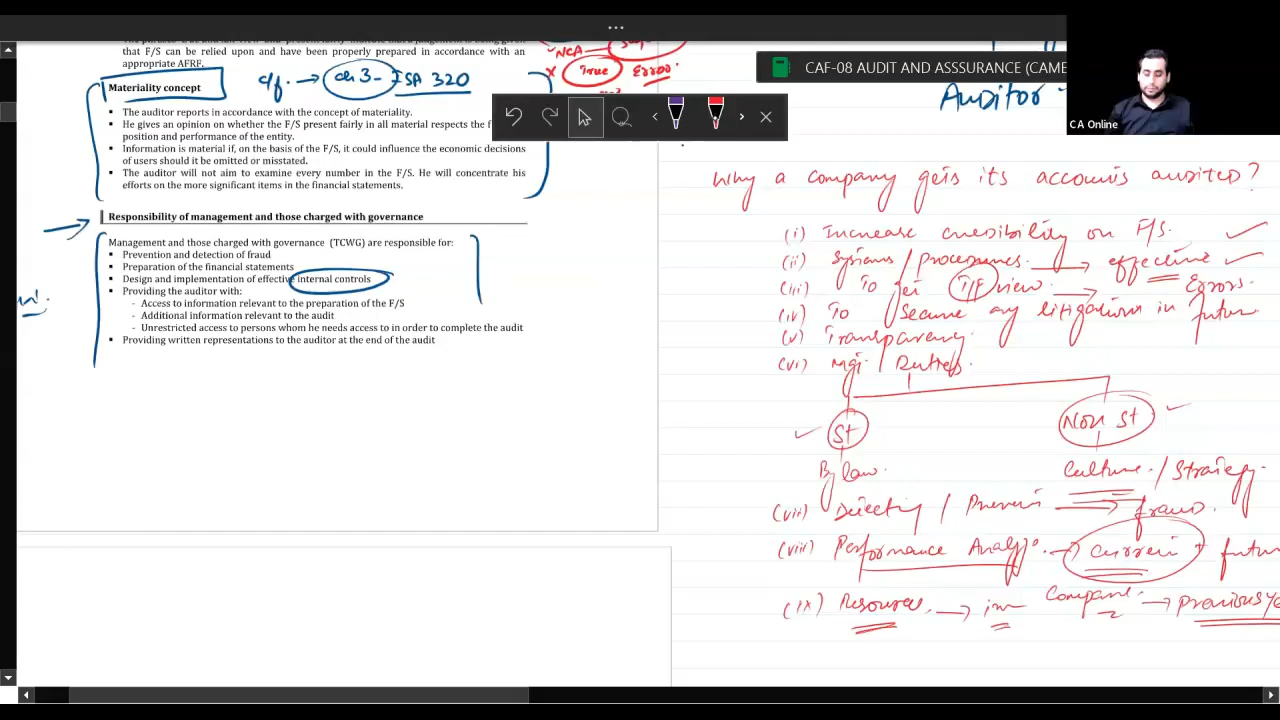 that F/S can be relied upon and have been properly prepared in accordance with an
appropriate AFRF.
Materiality concept
c/f. → ch 3 - ISA 320
NCA
True
Error.
The auditor reports in accordance with the concept of materiality.
He gives an opinion on whether the F/S present fairly in all material respects the f
position and performance of the entity.
Information is material if, on the basis of the F/S, it could influence the economic decisions
of users should it be omitted or misstated.
The auditor will not aim to examine every number in the F/S. He will concentrate his
efforts on the more significant items in the financial statements.
Responsibility of management and those charged with governance
Management and those charged with governance (TCWG) are responsible for:
Prevention and detection of fraud
Preparation of the financial statements
Design and implementation of effective internal controls
Providing the auditor with:
- Access to information relevant to the preparation of the F/S
- Additional information relevant to the audit
- Unrestricted access to persons whom he needs access to in order to complete the audit
Providing written representations to the auditor at the end of the audit
CAF-08 AUDIT AND ASSSURANCE (CAME
Auditor
CA Online
Why a company gets its accounts audited?
(i) Increase credibility on F/S.
(ii) Systems / procedures. → effective
(iii) To get T/F view. → Errors.
(iv) To secure any litigations in futur
(v) Transparency.
(vi) Mgt / Duties.
St
Non St
By law.
Culture. / Strategy.
(vii) Detecting / Prevent → fraud.
(viii) Performance Analysis. → Current + futur
(ix) Resource. → in Company. → previous ye